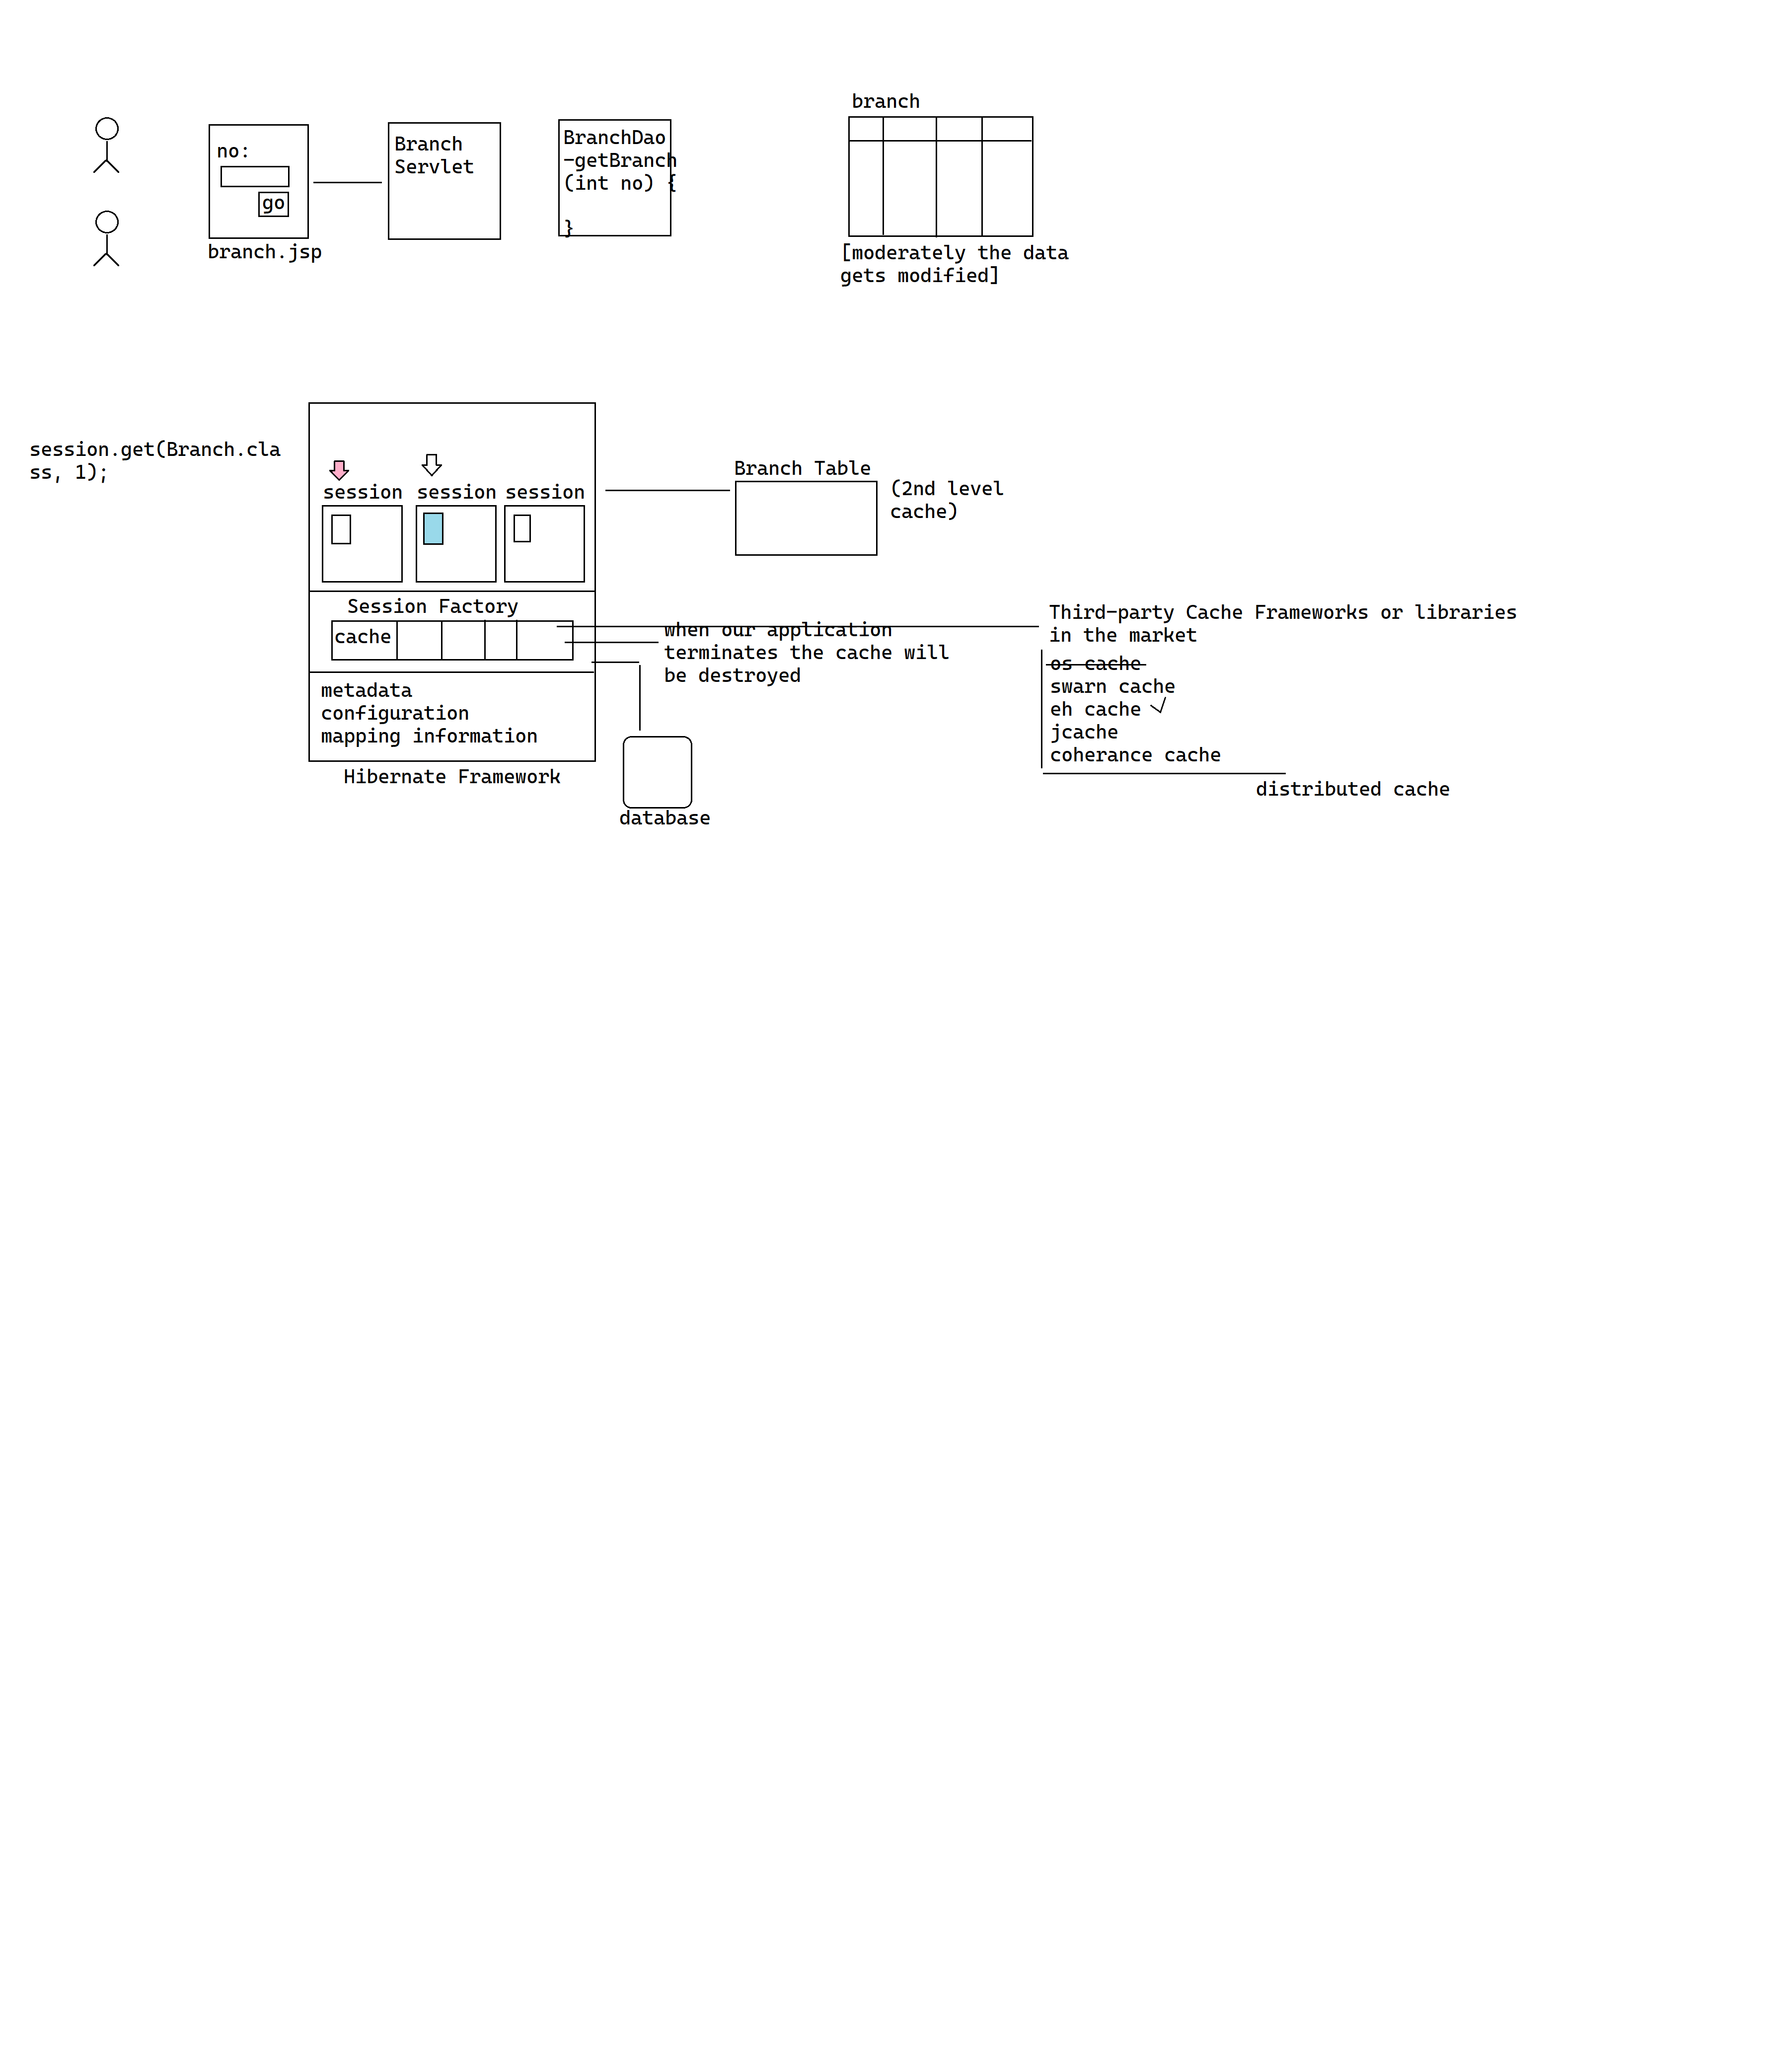 branch
no:
go
branch.jsp
Branch
Servlet
BranchDao
-getBranch
(int no) {
}
[moderately the data
gets modified]
session.get(Branch.cla
ss, 1);
session
session
session
Branch Table
(2nd level
cache)
Session Factory
cache
when our application
terminates the cache will
be destroyed
metadata
configuration
mapping information
Hibernate Framework
database
Third-party Cache Frameworks or libraries
in the market
os cache
swarn cache
eh cache
jcache
coherance cache
distributed cache